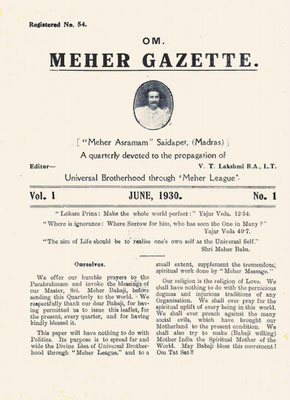 Registered No. 54.
OM.
MEHER GAZETTE.
[ "Meher Asramam" Saidapet, (Madras) ]
A quarterly devoted to the propagation of
Editor—
V. T. Lakshmi B.A., L.T.
Universal Brotherhood through 'Meher League'.
Vol. 1
JUNE, 1930.
No. 1
"Lokam Prina: Make the whole world perfect:" Yajur Veda. 12·54.
"Where is ignorance: Where Sorrow for him, who has seen the One in Many?"
Yajur Veda 40·7.
"The aim of Life should be to realise one's own self as the Universal Self."
Shri Meher Baba.
Ourselves.
We offer our humble prayers to the
Parabrahmam and invoke the blessings of
our Master, Sri. Meher Babaji, before
sending this Quarterly to the world. We
respectfully thank our dear Babaji, for having
permitted us to issue this leaflet, for
the present, every quarter, and for having
kindly blessed it.
This paper will have nothing to do with
Politics. Its purpose is to spread far and
wide the Divine Idea of Universal Brotherhood
through "Meher League." and to a
small extent, supplement the tremendous,
spiritual work done by "Meher Message."
Our religion is the religion of Love. We
shall have nothing to do with the pernicious
dogmas and injurious traditions of any
Organisation. We shall ever pray for the
spiritual uplift of every being in this world.
We shall ever preach against the many
social evils, which have brought our
Motherland to the present condition. We
shall also try to make (Babaji willing)
Mother India the Spiritual Mother of the
World. May Babaji bless this movement!
Om Tat Sat!!